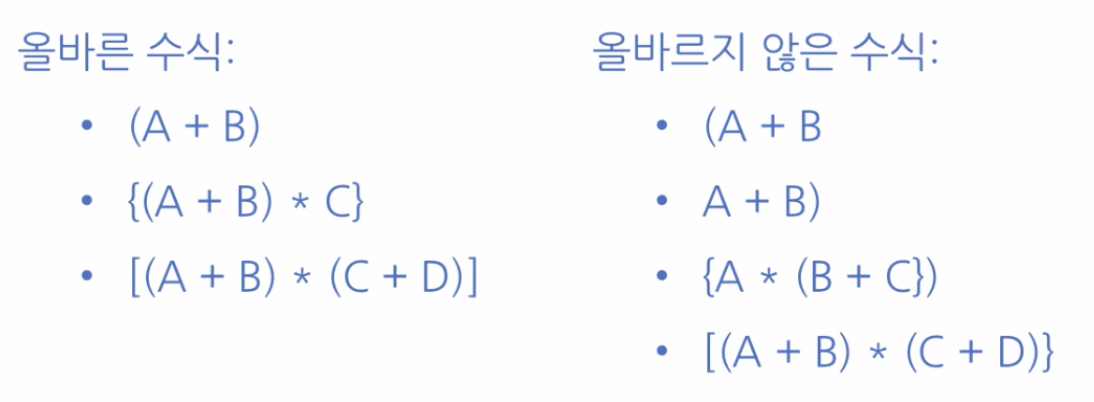 올바른 수식:
• (A + B)
• {(A + B) * C}
• [(A + B) * (C + D)]
올바르지 않은 수식:
• (A + B
• A + B)
• {A * (B + C})
• [(A + B) * (C + D)}